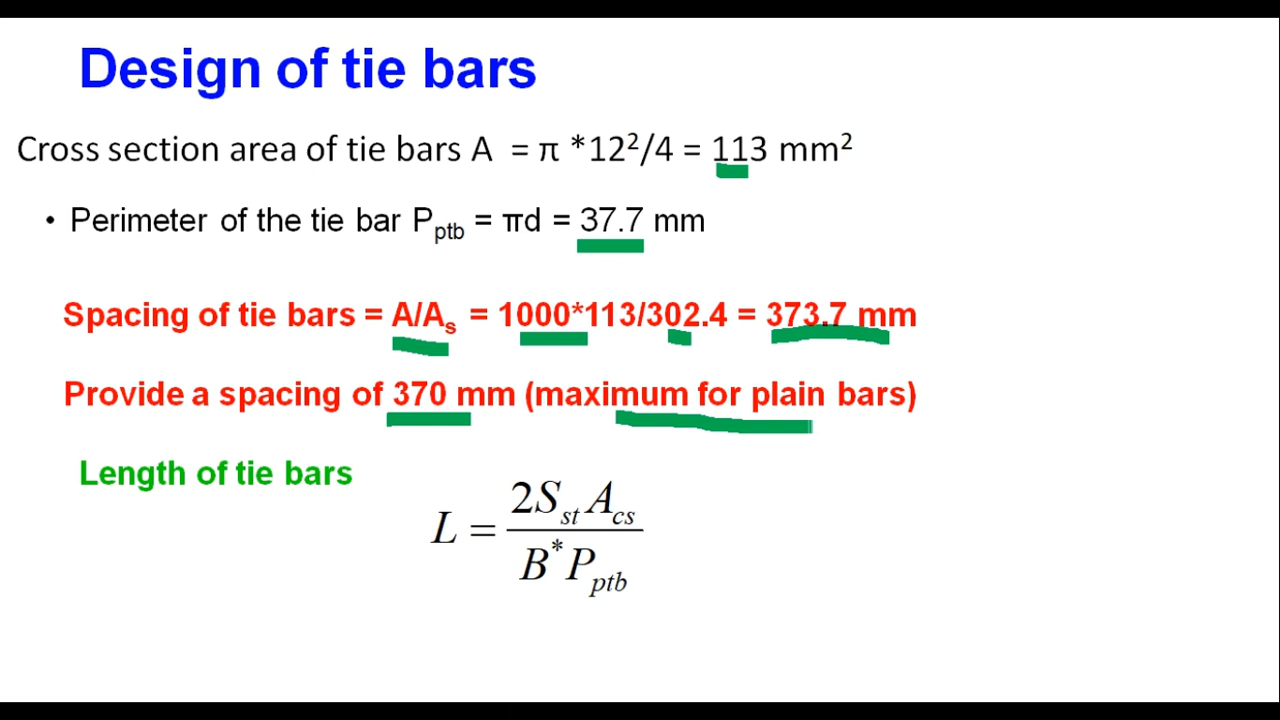 Design of tie bars
Cross section area of tie bars A = π *12²/4 = 113 mm²
• Perimeter of the tie bar Pptb = πd = 37.7 mm
Spacing of tie bars = A/As = 1000*113/302.4 = 373.7 mm
Provide a spacing of 370 mm (maximum for plain bars)
Length of tie bars
L = 2Sst Acs / B* Pptb